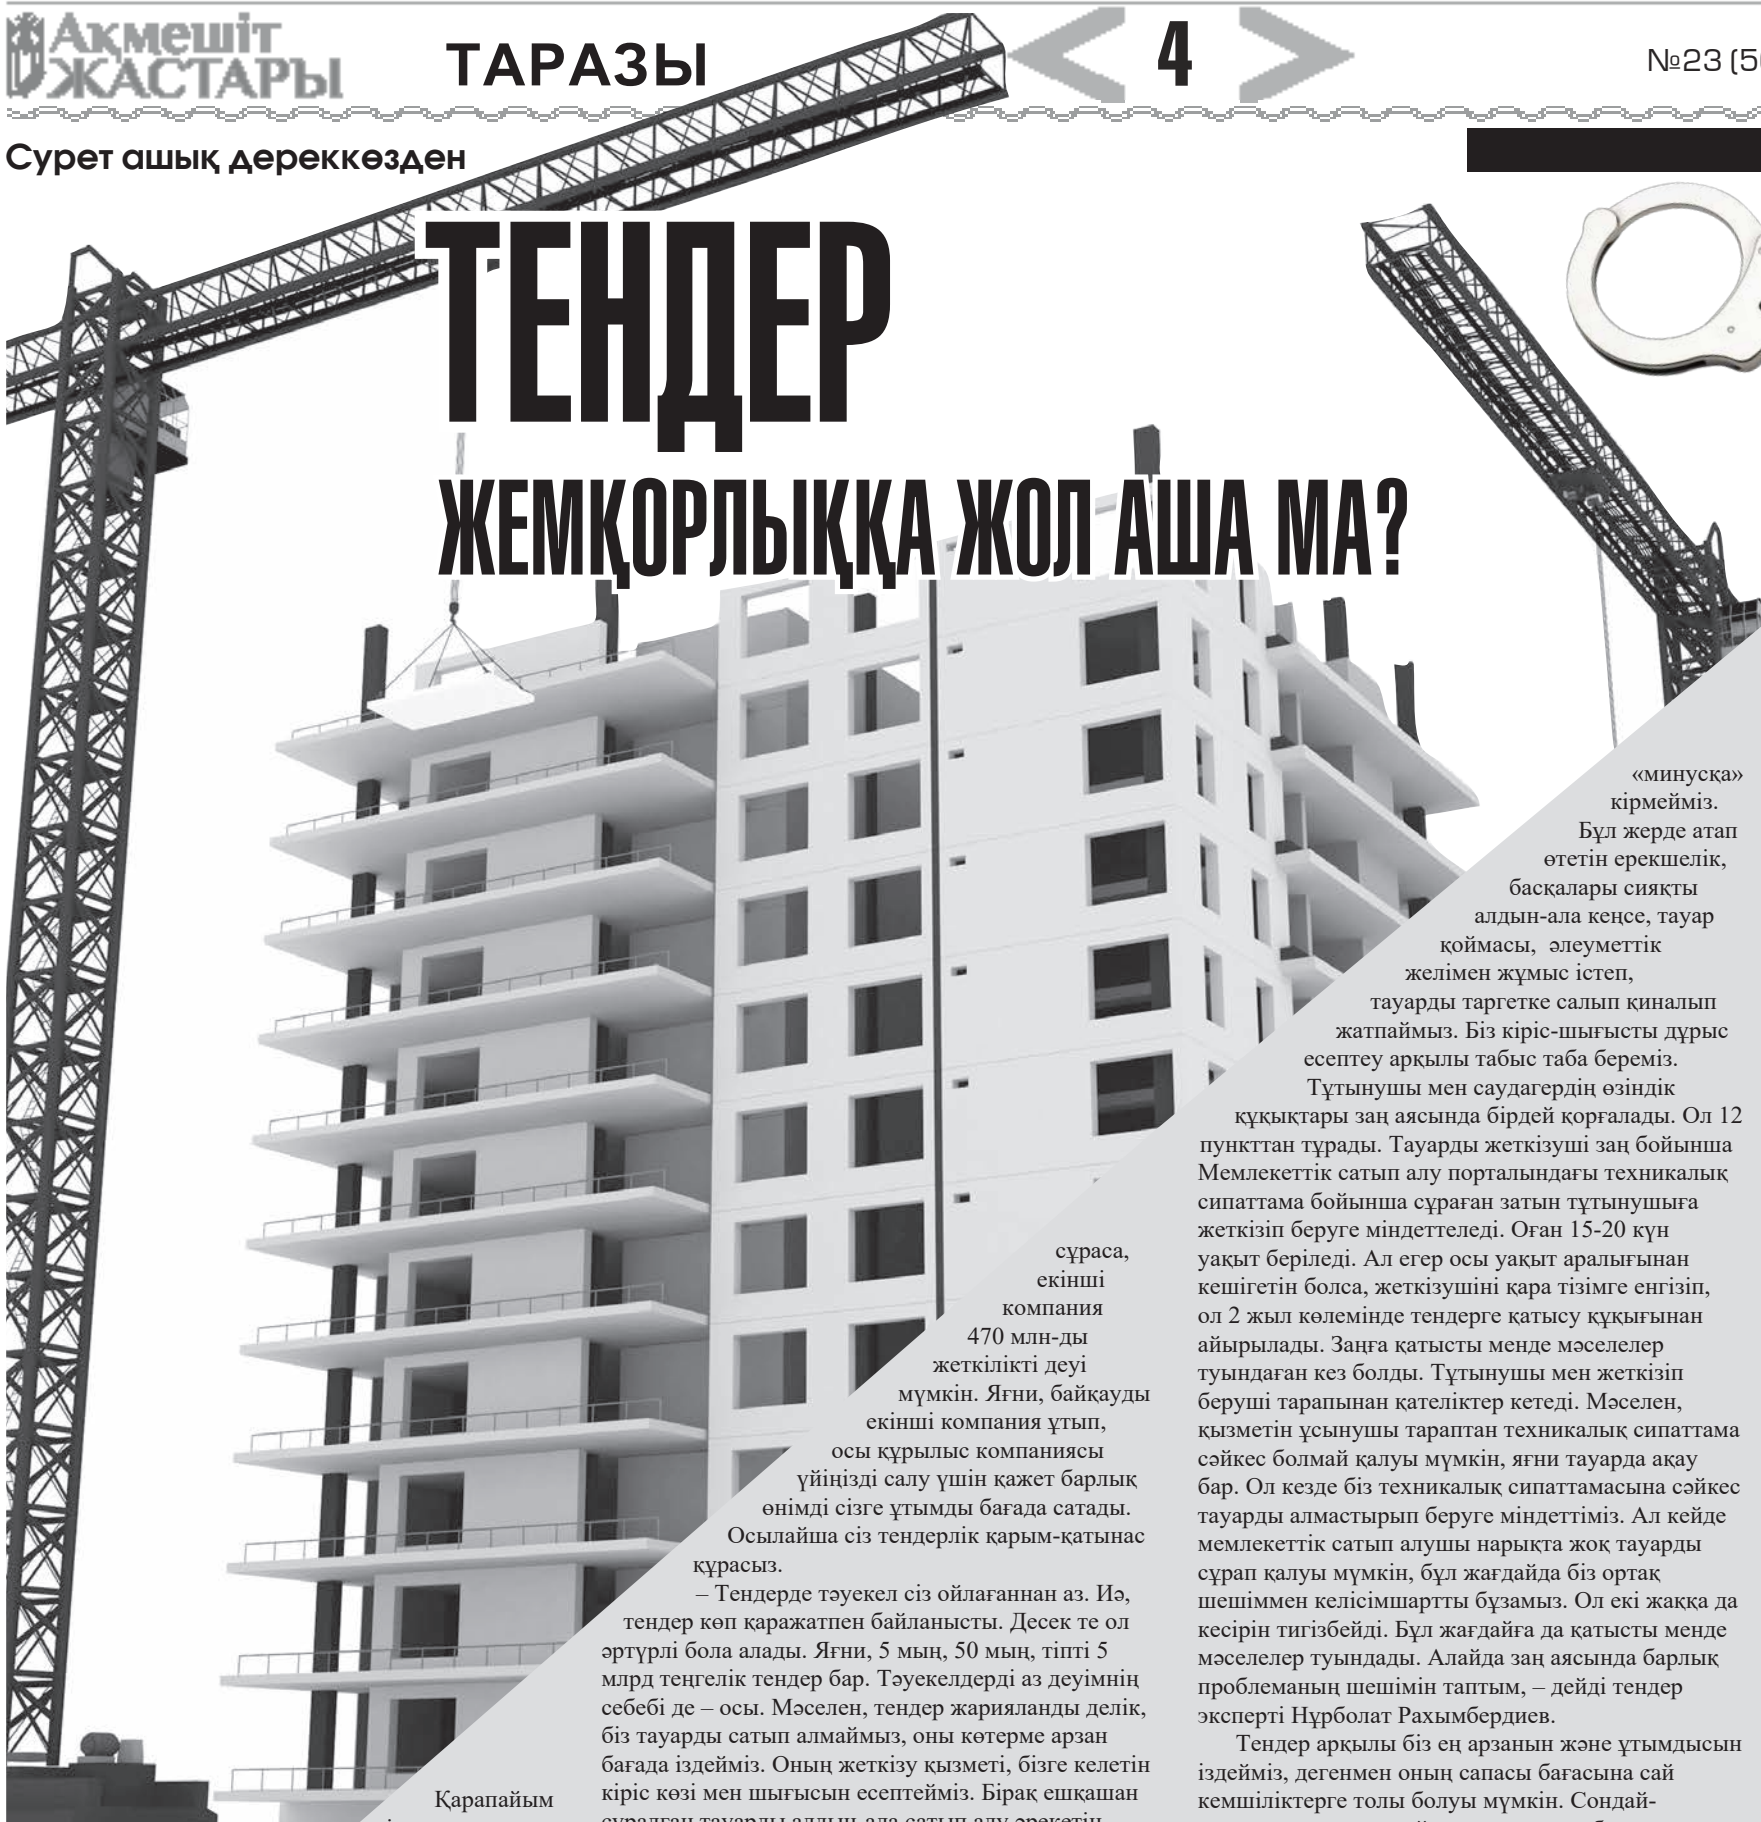 Ақмешіт
ЖАСТАРЫ
ТАРАЗЫ
4
№23
Сурет ашық дереккөзден
ТЕНДЕР
ЖЕМҚОРЛЫҚҚА ЖОЛ АША МА?
Қарапайым
сұраса,
екінші
компания
470 млн-ды
жеткілікті деуі
мүмкін. Яғни, байқауды
екінші компания ұтып,
осы құрылыс компаниясы
үйіңізді салу үшін қажет барлық
өнімді сізге ұтымды бағада сатады.
Осылайша сіз тендерлік қарым-қатынас
құрасыз.
– Тендерде тәуекел сіз ойлағаннан аз. Иә,
тендер көп қаражатпен байланысты. Десек те ол
әртүрлі бола алады. Яғни, 5 мың, 50 мың, тіпті 5
млрд теңгелік тендер бар. Тәуекелдерді аз деуімнің
себебі де – осы. Мәселен, тендер жарияланды делік,
біз тауарды сатып алмаймыз, оны көтерме арзан
бағада іздейміз. Оның жеткізу қызметі, бізге келетін
кіріс көзі мен шығысын есептейміз. Бірақ ешқашан
сұралған тауарды алдын-ала сатып алу әрекетін
«минусқа»
кірмейміз.
Бұл жерде атап
өтетін ерекшелік,
басқалары сияқты
алдын-ала кеңсе, тауар
қоймасы, әлеуметтік
желімен жұмыс істеп,
тауарды таргетке салып қиналып
жатпаймыз. Біз кіріс-шығысты дұрыс
есептеу арқылы табыс таба береміз.
Тұтынушы мен саудагердің өзіндік
құқықтары заң аясында бірдей қорғалады. Ол 12
пункттан тұрады. Тауарды жеткізуші заң бойынша
Мемлекеттік сатып алу порталындағы техникалық
сипаттама бойынша сұраған затын тұтынушыға
жеткізіп беруге міндеттеледі. Оған 15-20 күн
уақыт беріледі. Ал егер осы уақыт аралығынан
кешігетін болса, жеткізушіні қара тізімге енгізіп,
ол 2 жыл көлемінде тендерге қатысу құқығынан
айырылады. Заңға қатысты менде мәселелер
туындаған кез болды. Тұтынушы мен жеткізіп
беруші тарапынан қателіктер кетеді. Мәселен,
қызметін ұсынушы тараптан техникалық сипаттама
сәйкес болмай қалуы мүмкін, яғни тауарда ақау
бар. Ол кезде біз техникалық сипаттамасына сәйкес
тауарды алмастырып беруге міндеттіміз. Ал кейде
мемлекеттік сатып алушы нарықта жоқ тауарды
сұрап қалуы мүмкін, бұл жағдайда біз ортақ
шешіммен келісімшартты бұзамыз. Ол екі жаққа да
кесірін тигізбейді. Бұл жағдайға да қатысты менде
мәселелер туындады. Алайда заң аясында барлық
проблеманың шешімін таптым, – дейді тендер
эксперті Нұрболат Рахымбердиев.
Тендер арқылы біз ең арзанын және ұтымдысын
іздейміз, дегенмен оның сапасы бағасына сай
кемшіліктерге толы болуы мүмкін. Сондай-